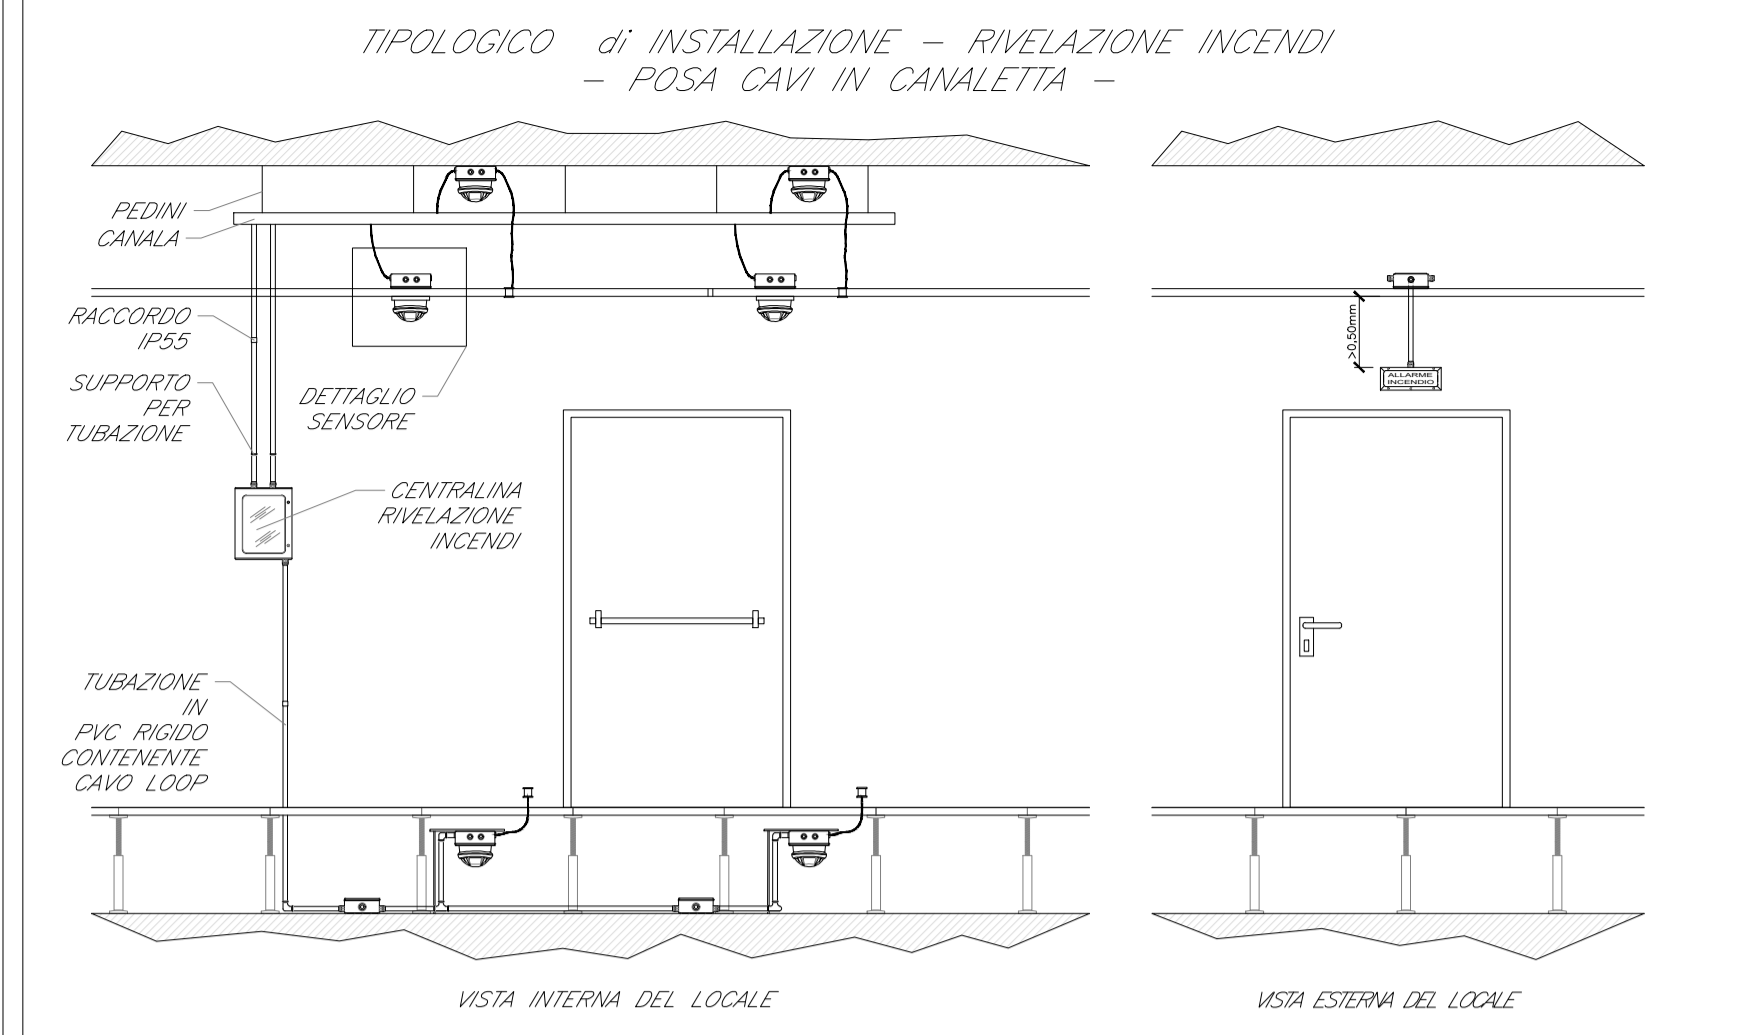 TIPOLOGICO di INSTALLAZIONE – RIVELAZIONE INCENDI
– POSA CAVI IN CANALETTA –
PEDINI
CANALA
RACCORDO
IP55
SUPPORTO
PER
TUBAZIONE
DETTAGLIO
SENSORE
CENTRALINA
RIVELAZIONE
INCENDI
TUBAZIONE
IN
PVC RIGIDO
CONTENENTE
CAVO LOOP
VISTA INTERNA DEL LOCALE
>0,50mm
ALLARME
INCENDIO
VISTA ESTERNA DEL LOCALE